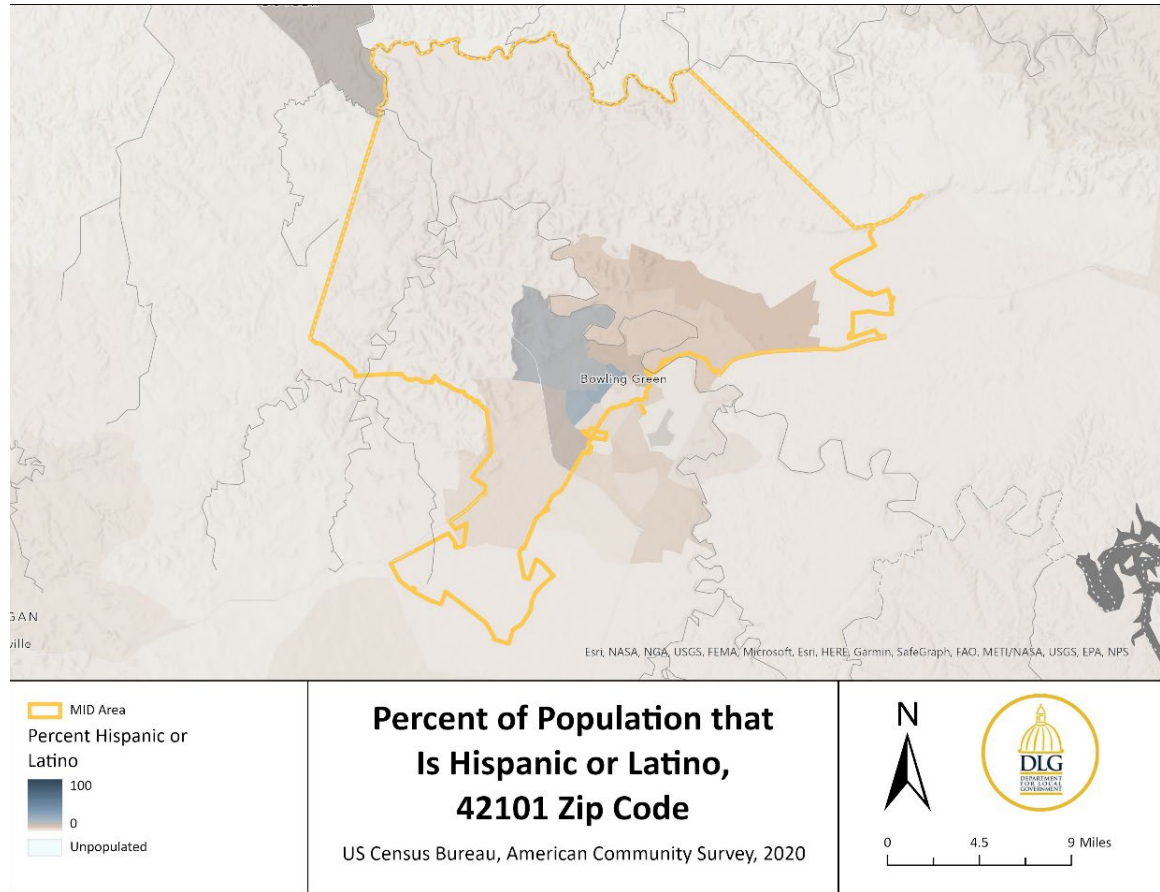 Bowling Green
GAN
ville
Esri, NASA, NGA, USGS, FEMA, Microsoft, Esri, HERE, Garmin, SafeGraph, FAO, METI/NASA, USGS, EPA, NPS
MID Area
Percent Hispanic or
Latino
100
0
Unpopulated
Percent of Population that
Is Hispanic or Latino,
42101 Zip Code
US Census Bureau, American Community Survey, 2020
N
DLG
DEPARTMENT
FOR LOCAL
GOVERNMENT
0 4.5 9 Miles